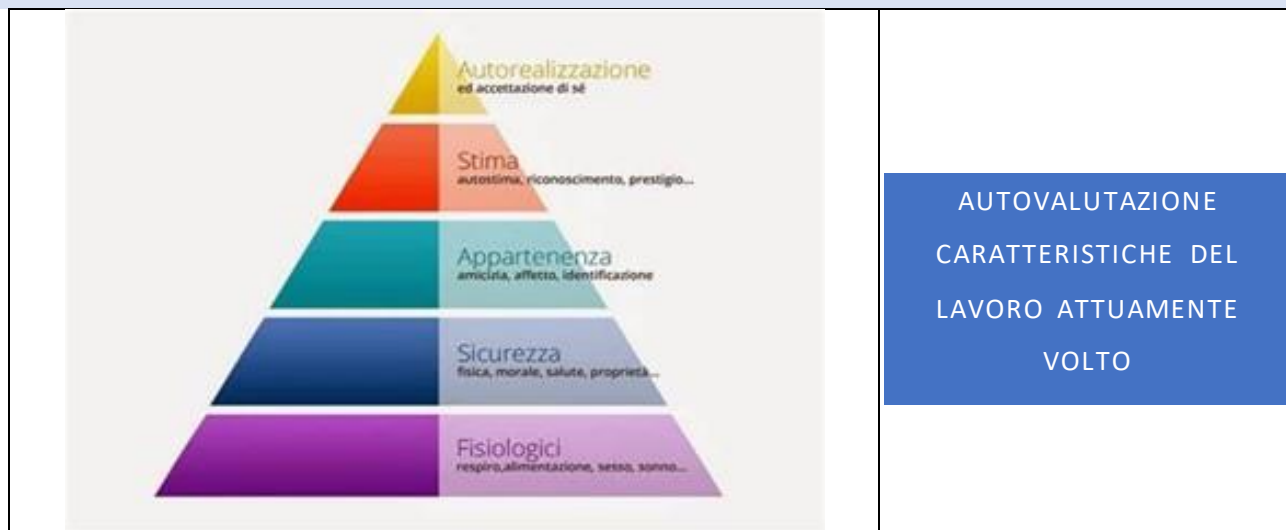 Autorealizzazione
ed accettazione di sé
Stima
autostima, riconoscimento, prestigio...
Appartenenza
amicizia, affetto, identificazione
Sicurezza
fisica, morale, salute, proprietà...
Fisiologici
respiro,alimentazione, sesso, sonno...
AUTOVALUTAZIONE
CARATTERISTICHE DEL
LAVORO ATTUAMENTE
VOLTO